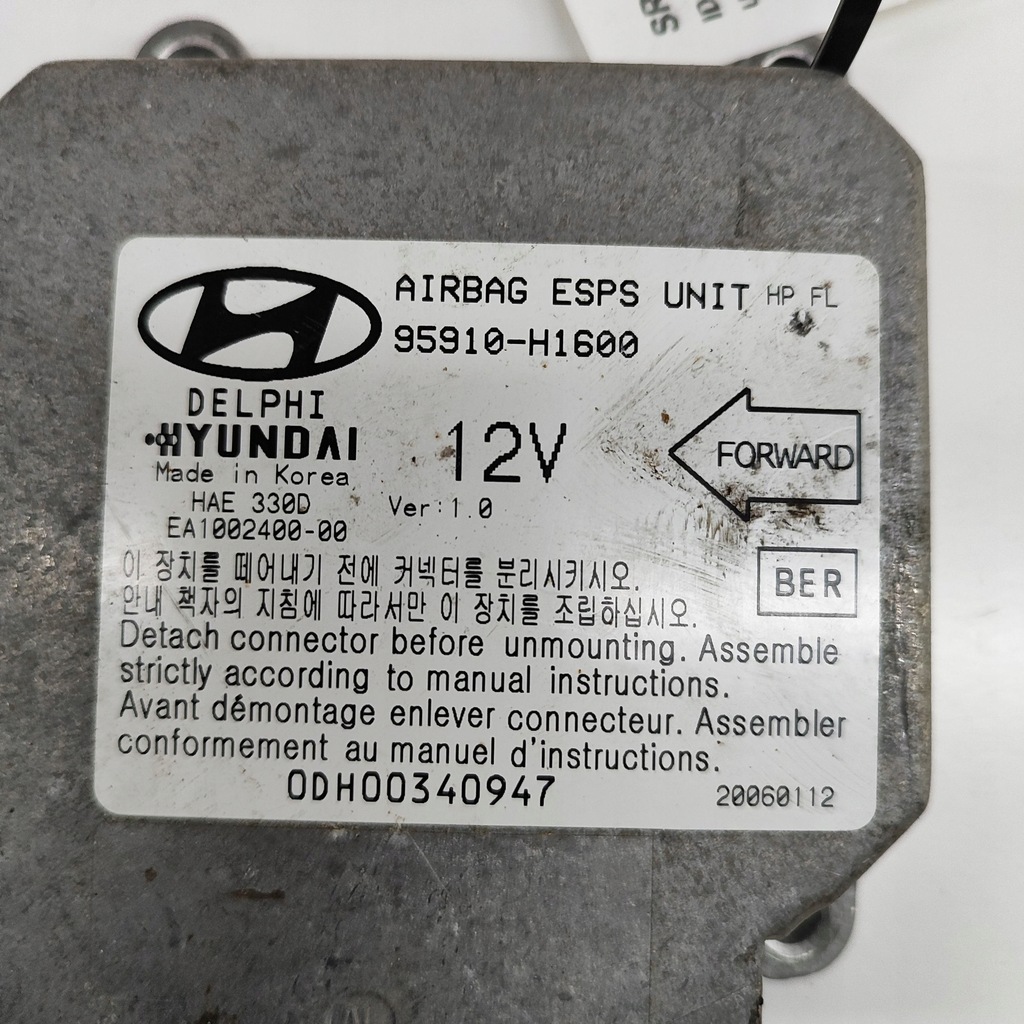 SR
ID
AIRBAG ESPS UNIT HP FL
95910-H1600
DELPHI
HYUNDAI
Made in Korea
HAE 330D
EA1002400-00
12V
Ver:1.0
FORWARD
BER
이 장치를 떼어내기 전에 커넥터를 분리시키시오.
안내 책자의 지침에 따라서만 이 장치를 조립하십시오.
Detach connector before unmounting. Assemble
strictly according to manual instructions.
Avant démontage enlever connecteur. Assembler
conformement au manuel d'instructions.
0DH00340947
20060112